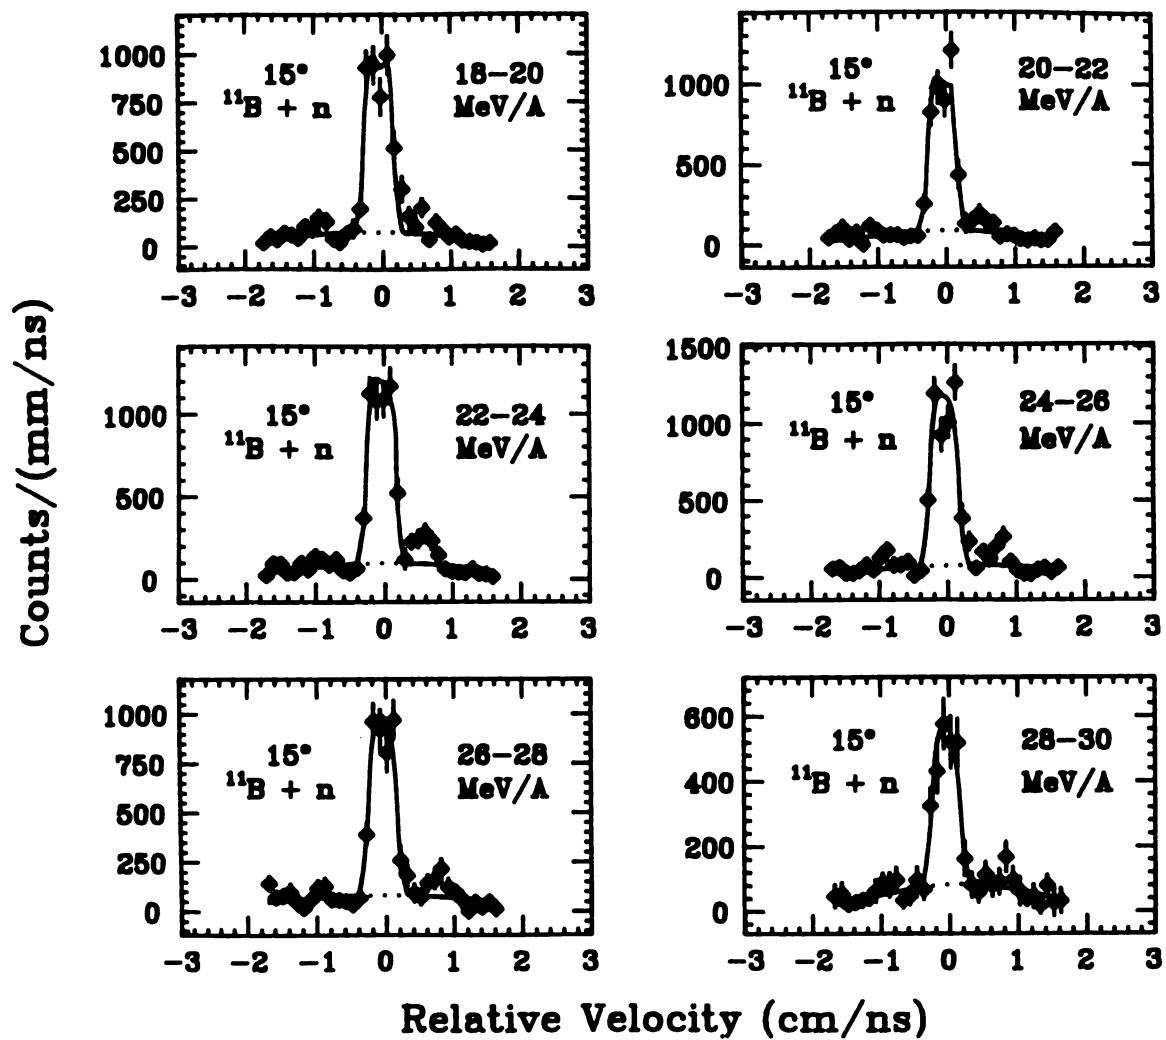 1000
750
500
250
0
15° 18-20
¹¹B + n MeV/A
-3 -2 -1 0 1 2 3
1000
500
0
15° 20-22
¹¹B + n MeV/A
-3 -2 -1 0 1 2 3
Counts/(mm/ns)
1000
500
0
15° 22-24
¹¹B + n MeV/A
-3 -2 -1 0 1 2 3
1500
1000
500
0
15° 24-26
¹¹B + n MeV/A
-3 -2 -1 0 1 2 3
1000
750
500
250
0
15° 26-28
¹¹B + n MeV/A
-3 -2 -1 0 1 2 3
600
400
200
0
15° 28-30
¹¹B + n MeV/A
-3 -2 -1 0 1 2 3
Relative Velocity (cm/ns)